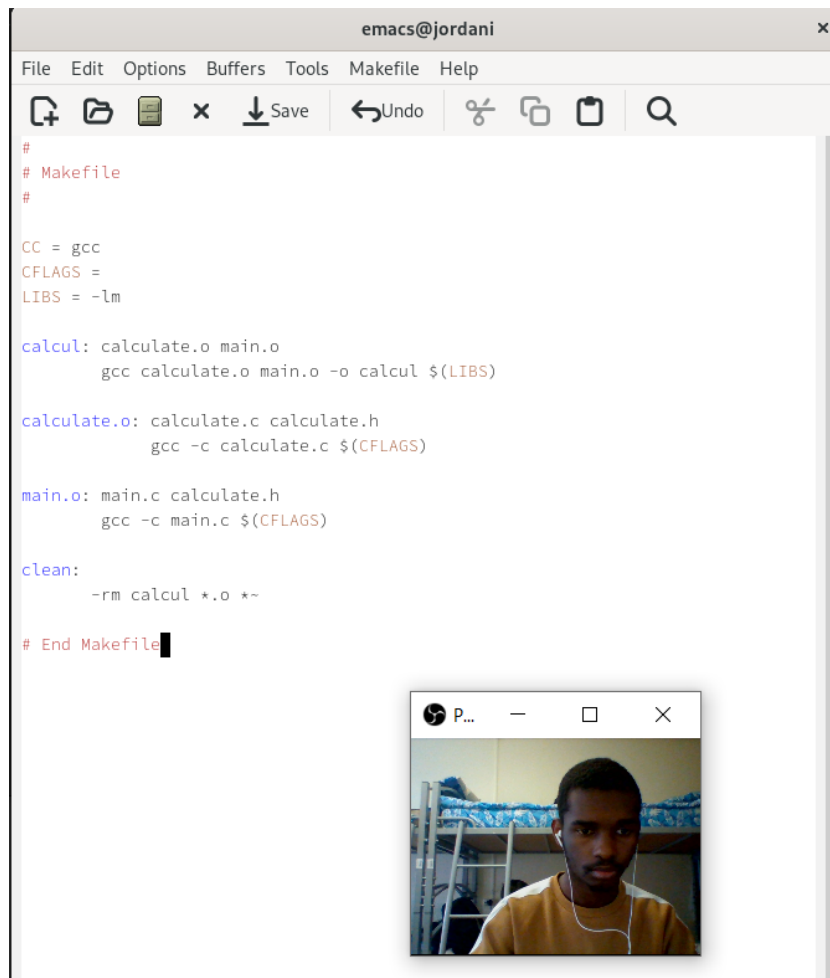 emacs@jordani
File Edit Options Buffers Tools Makefile Help
Save Undo
#
# Makefile
#
CC = gcc
CFLAGS =
LIBS = -lm
calcul: calculate.o main.o
gcc calculate.o main.o -o calcul $(LIBS)
calculate.o: calculate.c calculate.h
gcc -c calculate.c $(CFLAGS)
main.o: main.c calculate.h
gcc -c main.c $(CFLAGS)
clean:
-rm calcul *.o *~
# End Makefile
P...